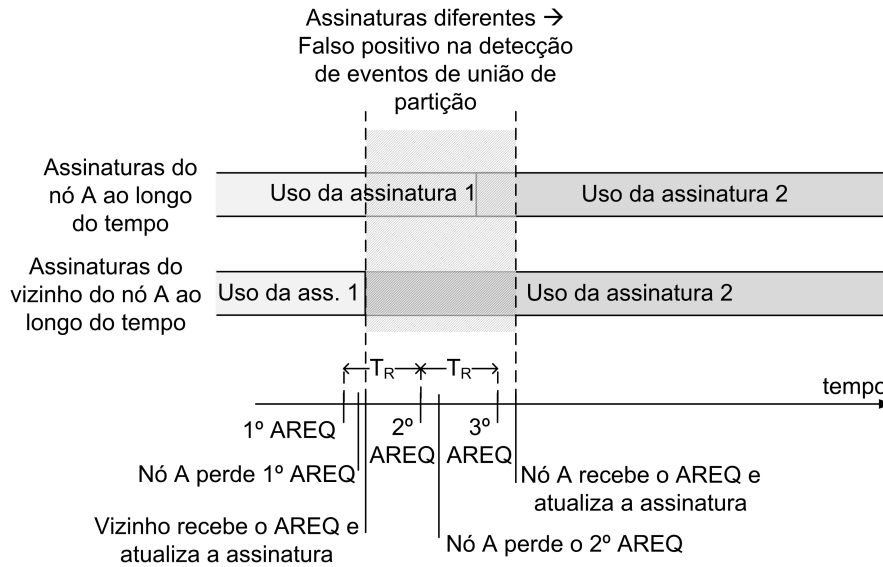 Assinaturas diferentes →
Falso positivo na detecção
de eventos de união de
partição
Assinaturas do
nó A ao longo
do tempo
Uso da assinatura 1
Uso da assinatura 2
Assinaturas do
vizinho do nó A ao
longo do tempo
Uso da ass. 1
Uso da assinatura 2
TR
TR
tempo
1º AREQ
2º
AREQ
3º
AREQ
Nó A perde 1º AREQ
Nó A recebe o AREQ e
atualiza a assinatura
Vizinho recebe o AREQ e
atualiza a assinatura
Nó A perde o 2º AREQ